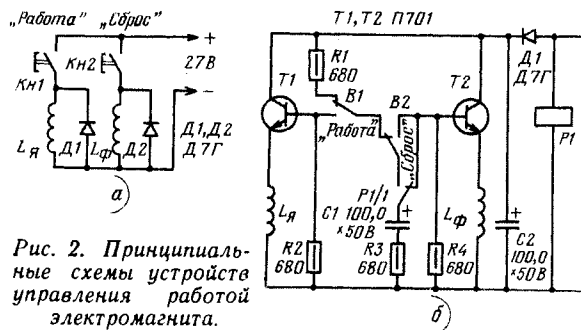 „Работа" „Сброс"
+
Кн1 Кн2 27В
−
Lя Д1 Lф Д2 Д1, Д2 Д7Г
а
Рис. 2. Принципиаль-
ные схемы устройств
управления работой
электромагнита.
Т1, Т2 П701
R1 680
Д1 Д7Г
Т1 В1 В2 Т2
Р1
„Работа" „Сброс"
Р1/1
Lя С1 100,0 ×50В + Lф + С2 100,0 ×50В
R2 680 R3 680 R4 680
б